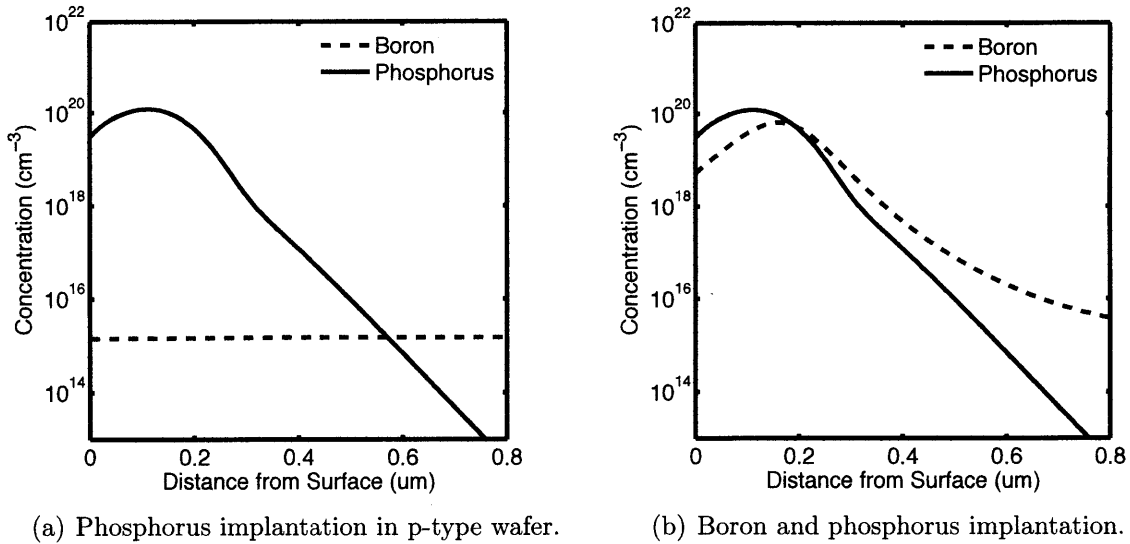 10^22
10^20
10^18
10^16
10^14
Concentration (cm^−3)
Boron
Phosphorus
0
0.2
0.4
0.6
0.8
Distance from Surface (um)
(a) Phosphorus implantation in p-type wafer.
10^22
10^20
10^18
10^16
10^14
Concentration (cm^−3)
Boron
Phosphorus
0
0.2
0.4
0.6
0.8
Distance from Surface (um)
(b) Boron and phosphorus implantation.